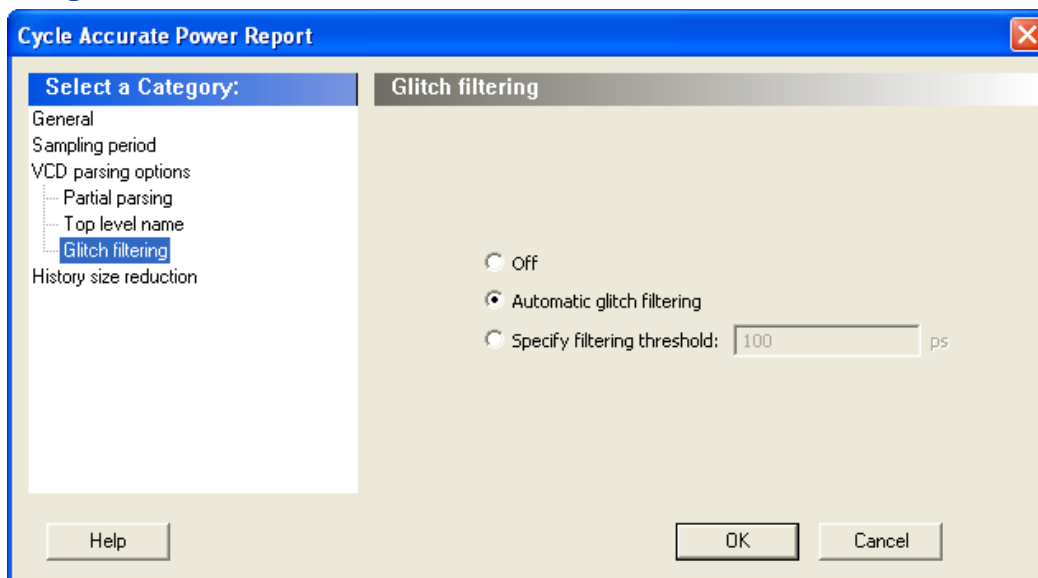 Cycle Accurate Power Report
Select a Category:
General
Sampling period
VCD parsing options
Partial parsing
Top level name
Glitch filtering
History size reduction
Glitch filtering
Off
Automatic glitch filtering
Specify filtering threshold: 100 ps
Help
OK
Cancel